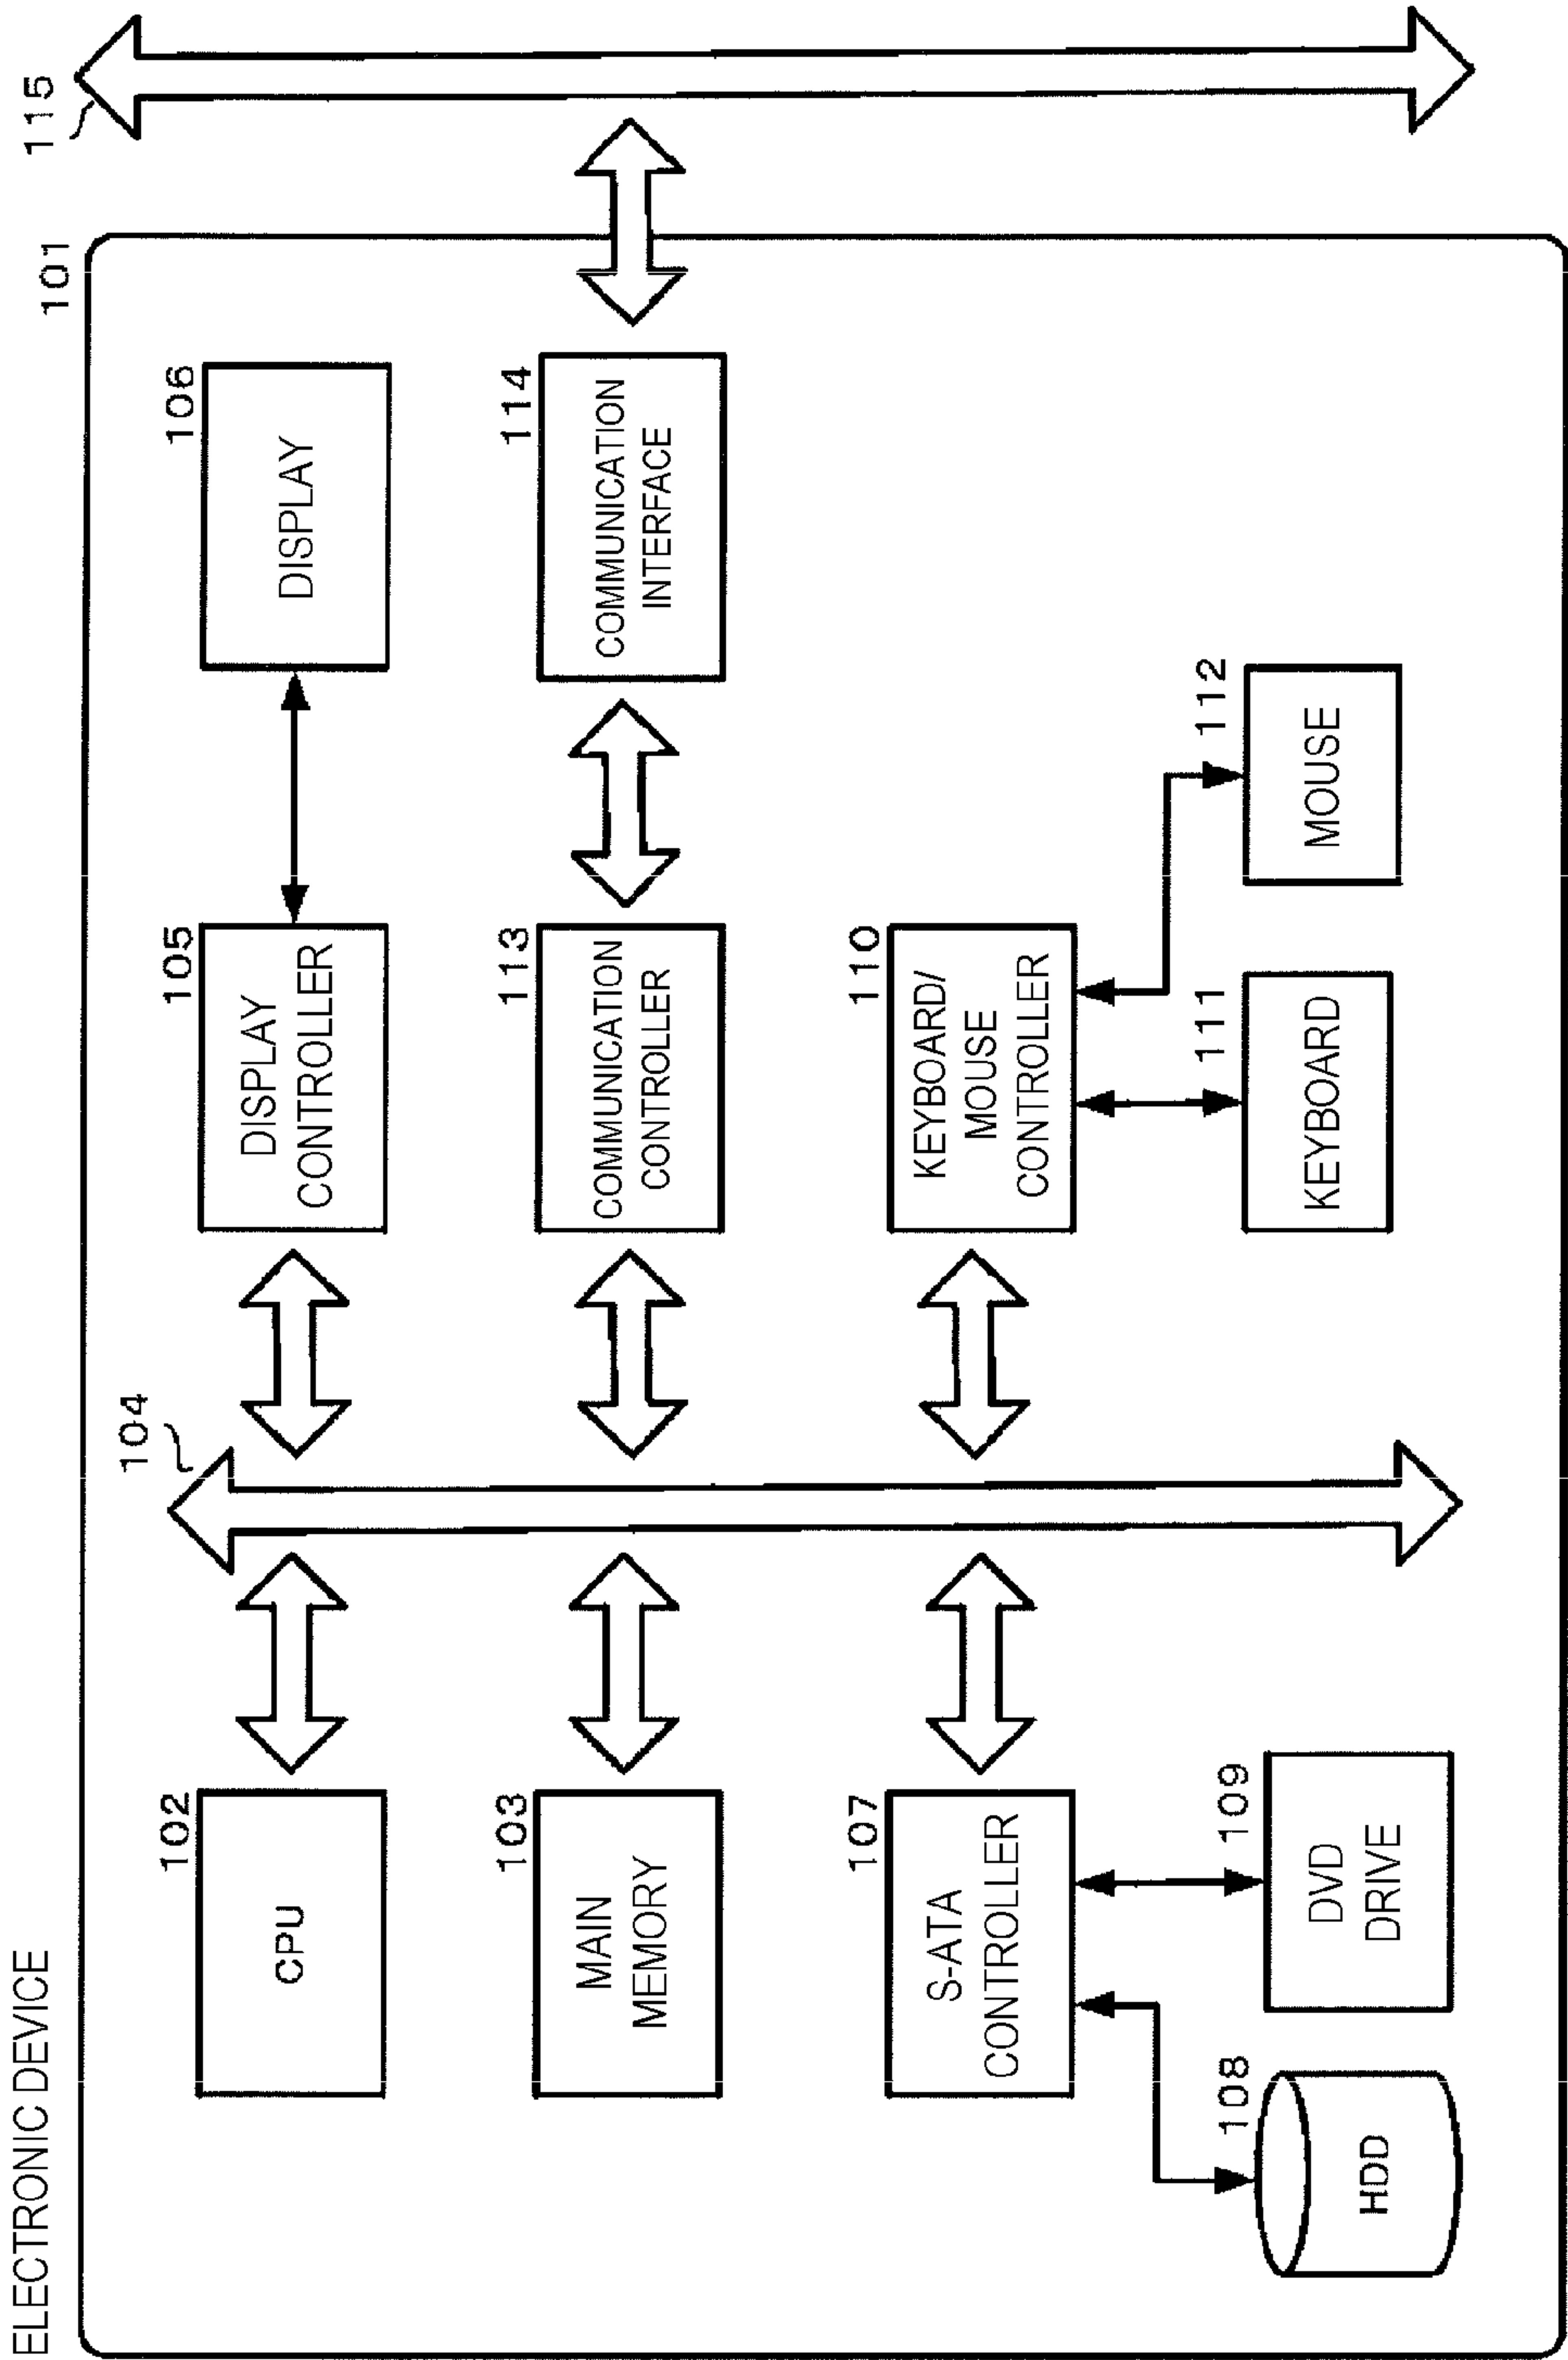 ELECTRONIC DEVICE
101
115
102
CPU
104
105
DISPLAY
CONTROLLER
106
DISPLAY
103
MAIN
MEMORY
113
COMMUNICATION
CONTROLLER
114
COMMUNICATION
INTERFACE
107
S-ATA
CONTROLLER
110
KEYBOARD/
MOUSE
CONTROLLER
108
HDD
109
DVD
DRIVE
111
KEYBOARD
112
MOUSE